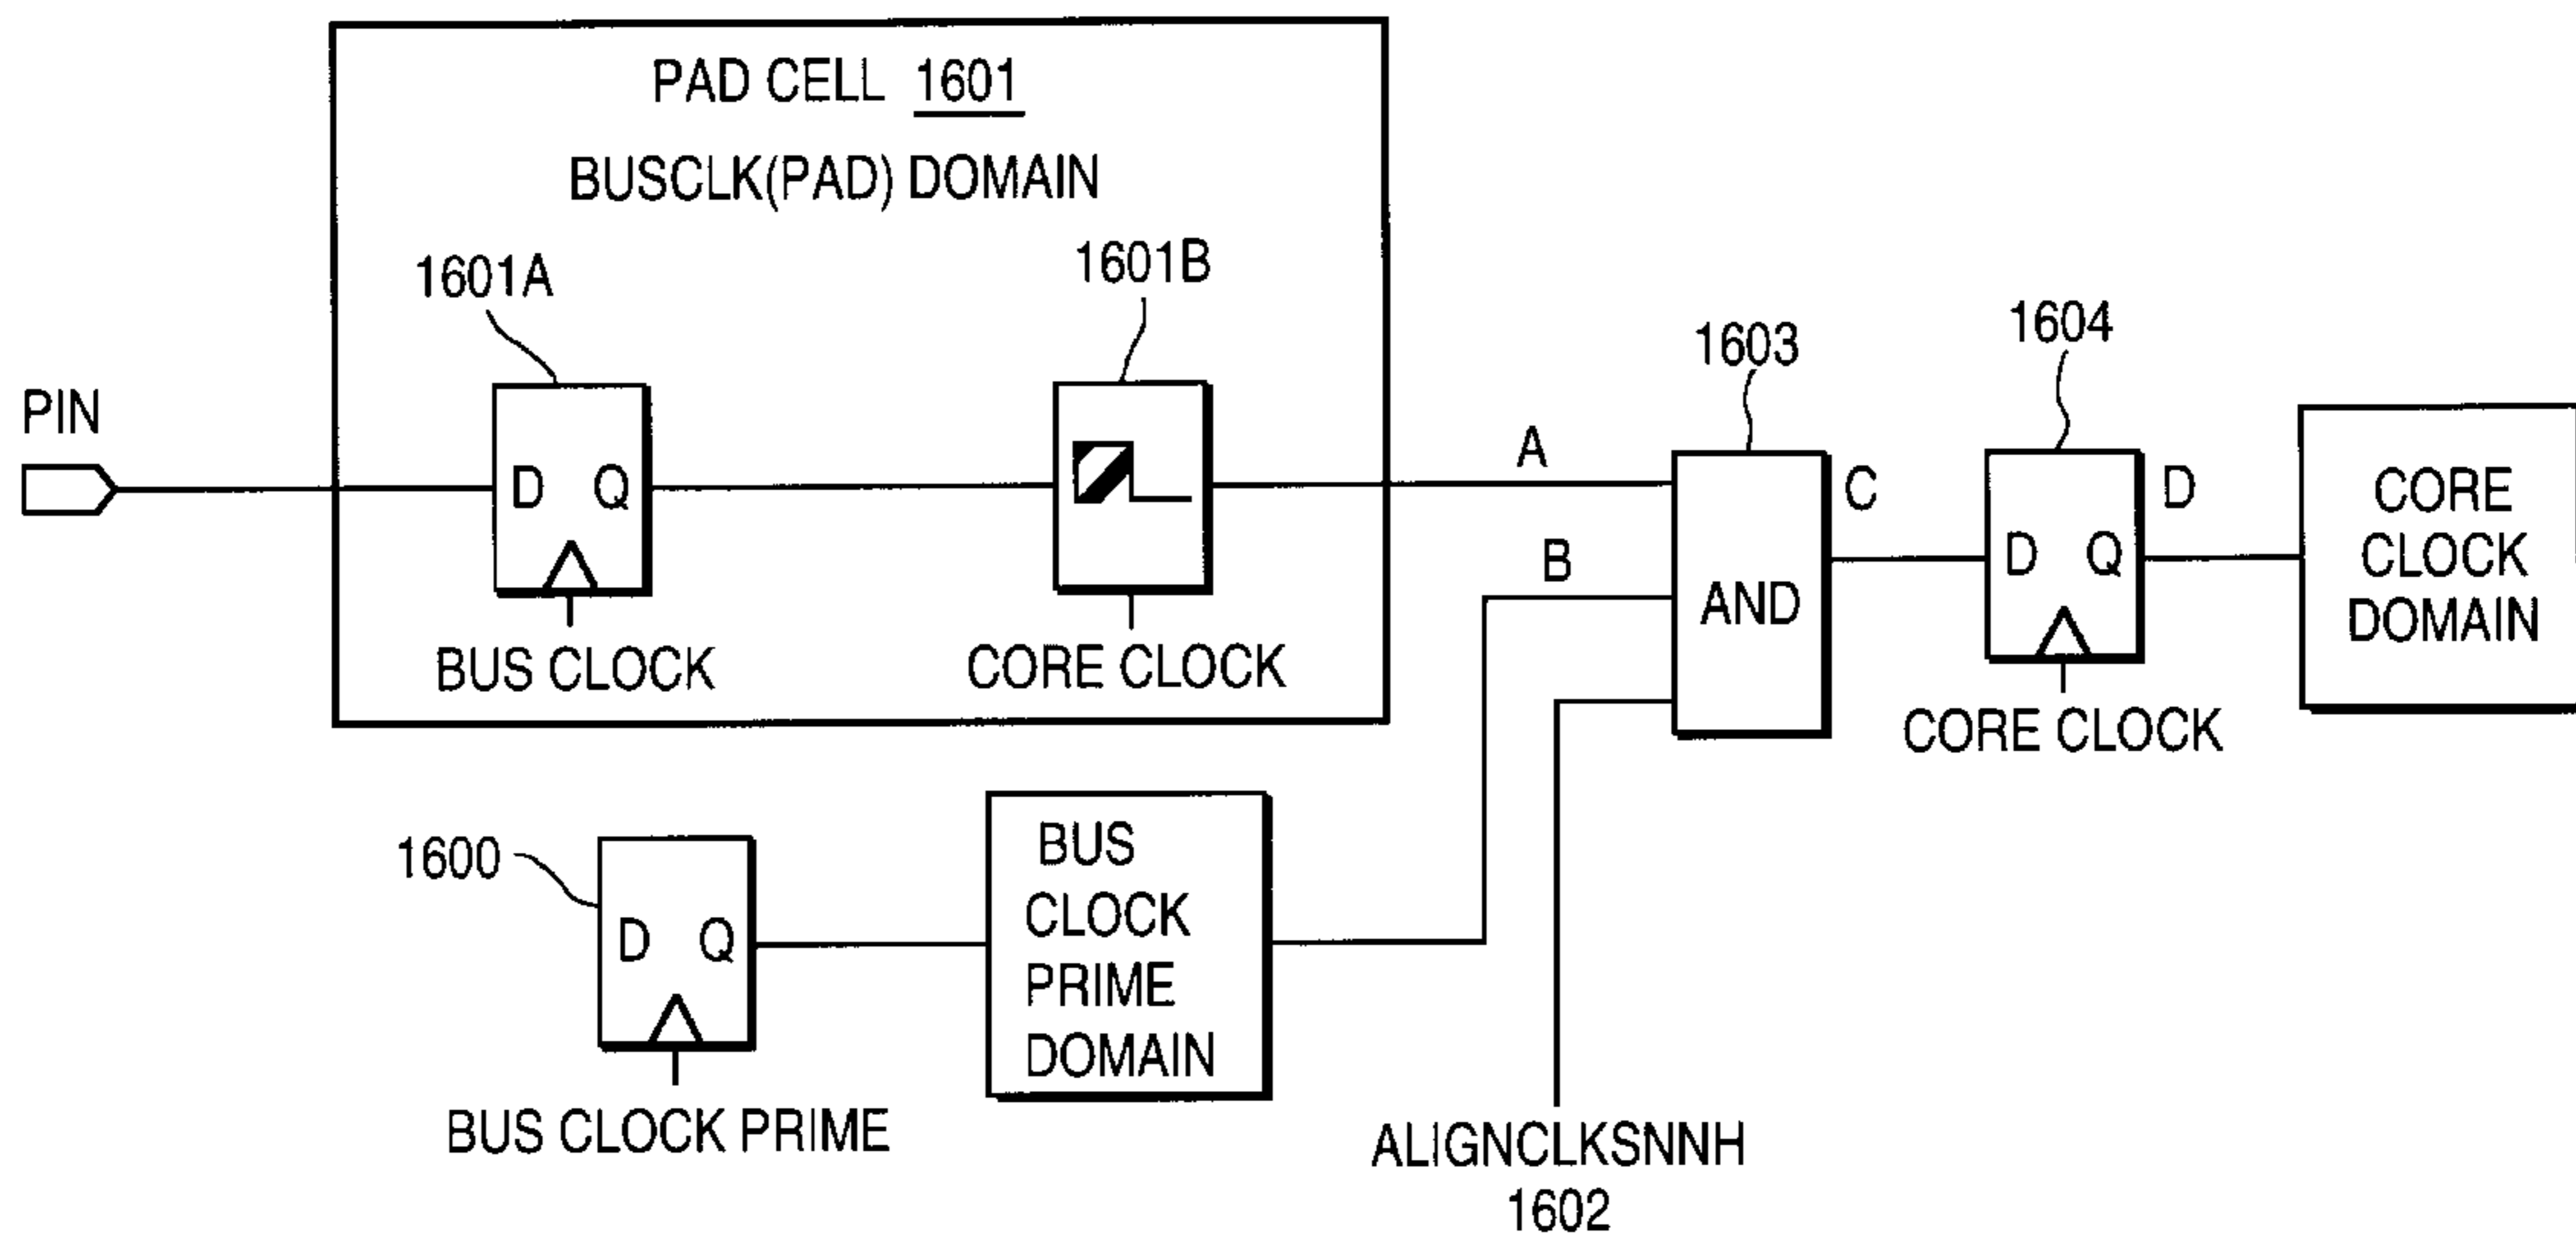 PAD CELL 1601
BUSCLK(PAD) DOMAIN
1601A
1601B
1603
1604
PIN
D Q
BUS CLOCK
CORE CLOCK
A
B
AND
C
D Q
CORE CLOCK
D
CORE
CLOCK
DOMAIN
1600
D Q
BUS CLOCK PRIME
BUS
CLOCK
PRIME
DOMAIN
ALIGNCLKSNNH
1602